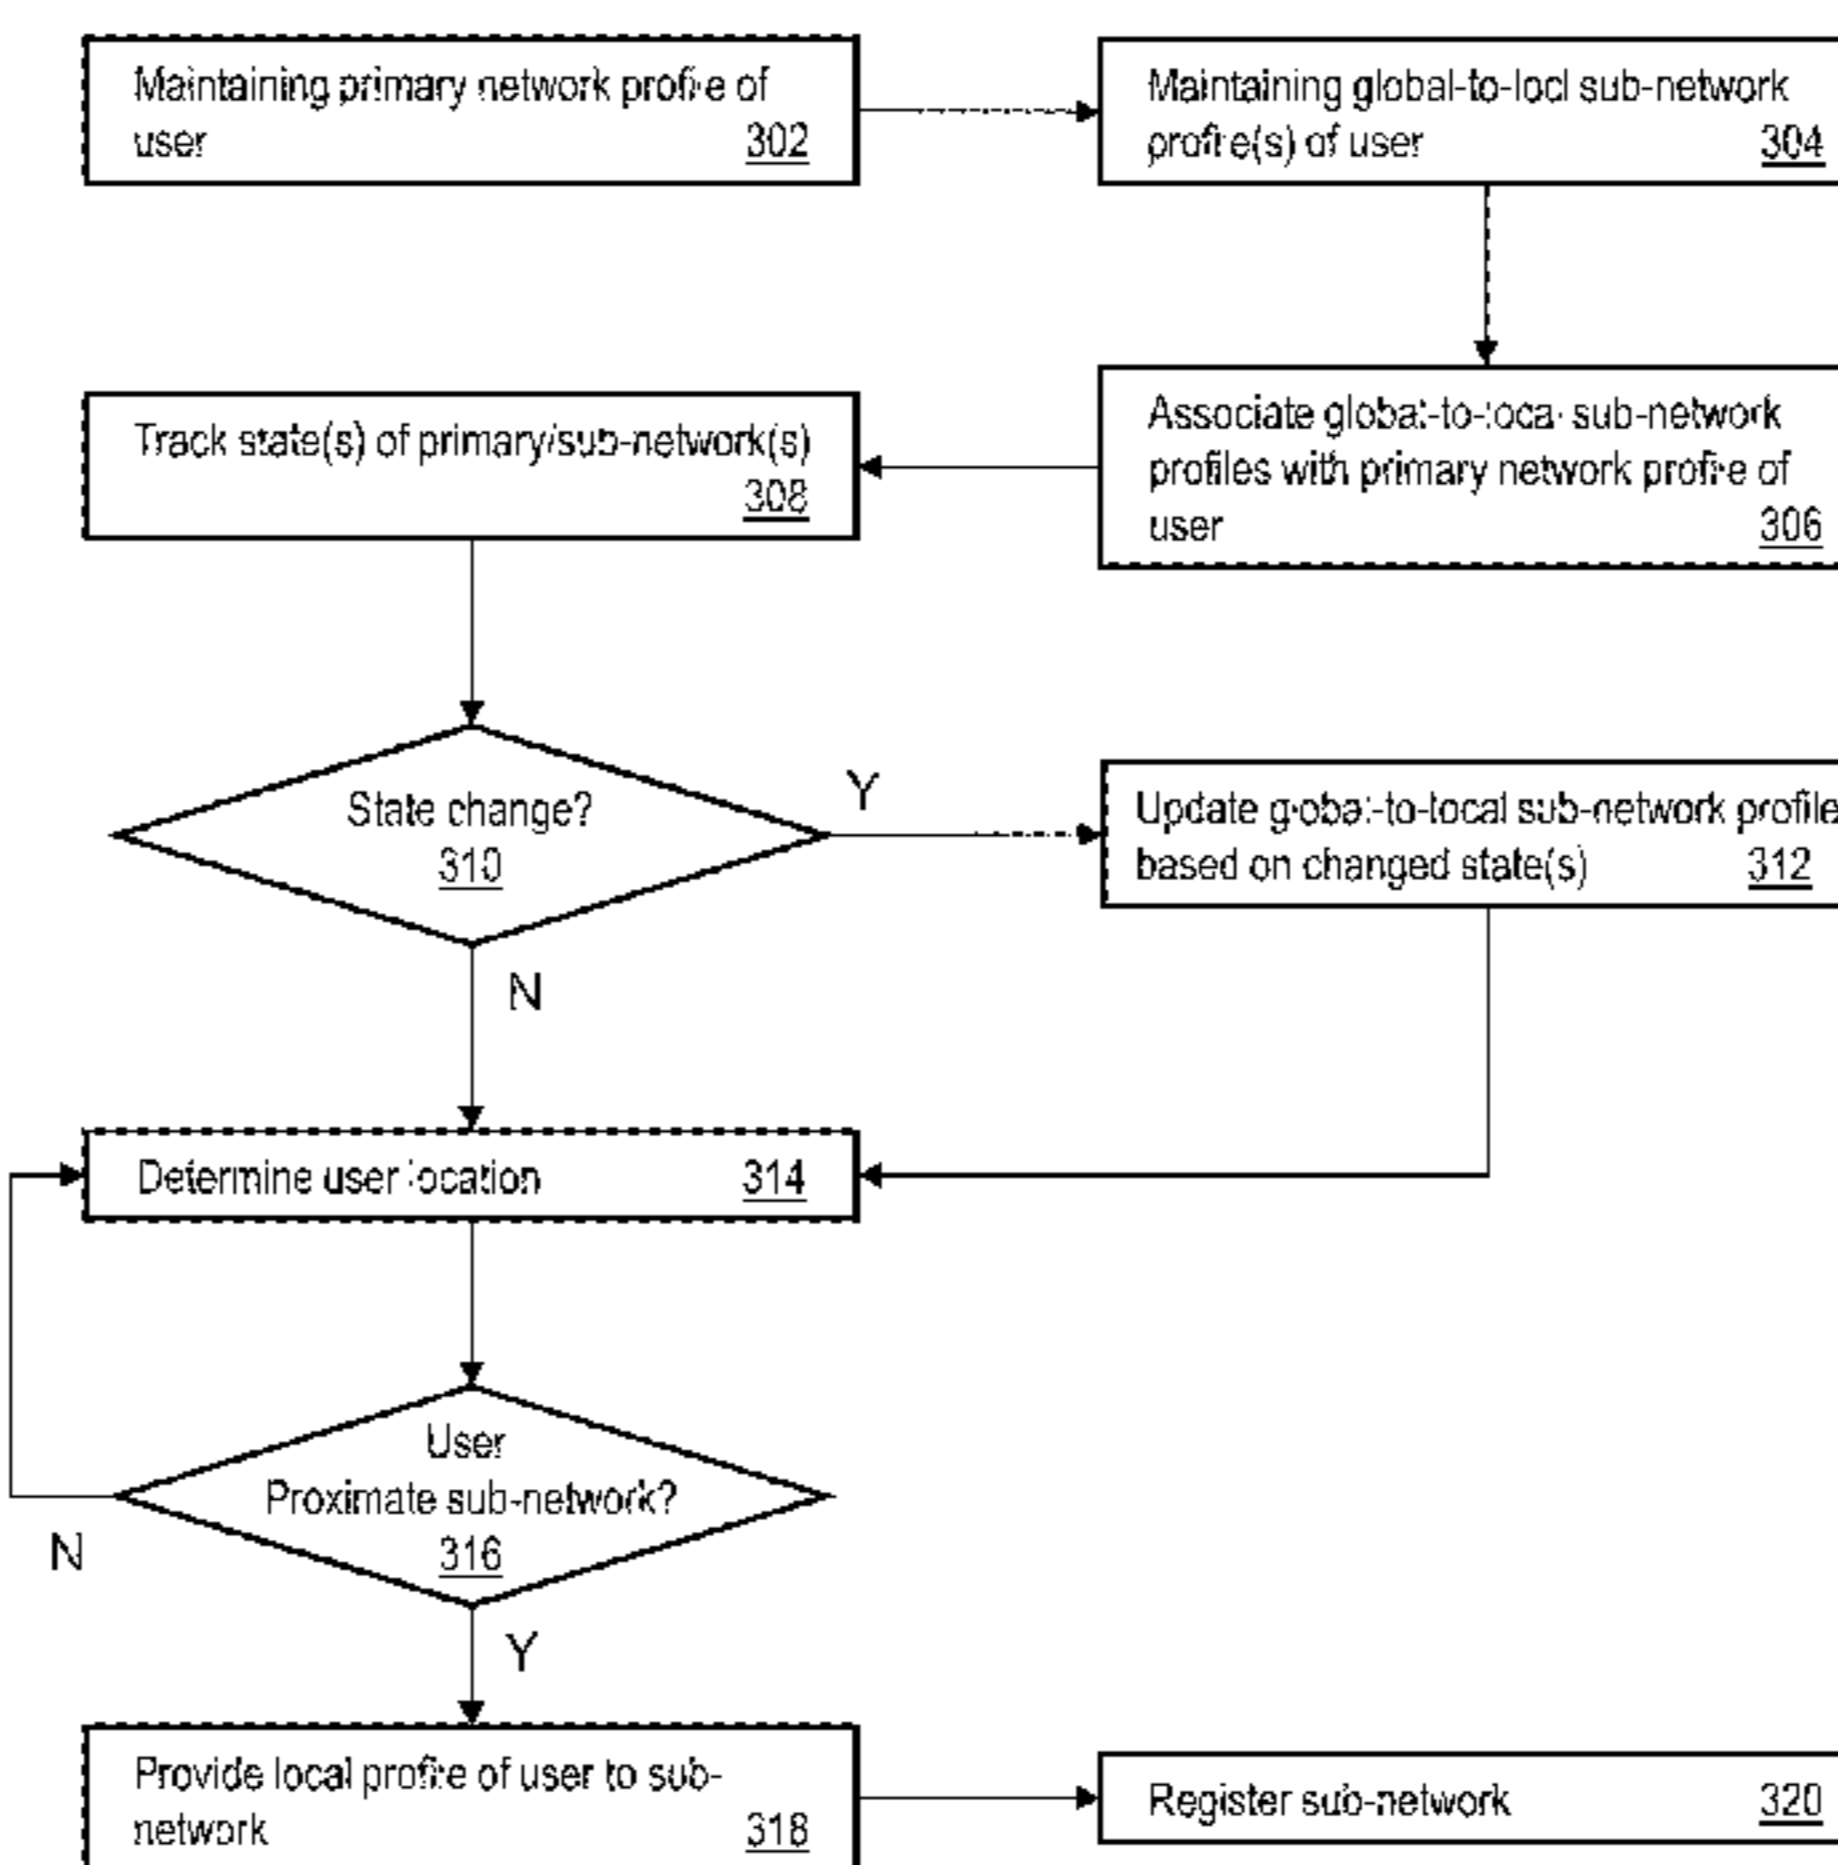 Maintaining primary network profile of
user 302
Maintaining global-to-locl sub-network
profile(s) of user 304
Associate global-to-local sub-network
profiles with primary network profile of
user 306
Track state(s) of primary/sub-network(s)
308
State change?
310
Y
Update global-to-local sub-network profile
based on changed state(s) 312
N
Determine user location 314
User
Proximate sub-network?
316
N
Y
Provide local profile of user to sub-
network 318
Register sub-network 320